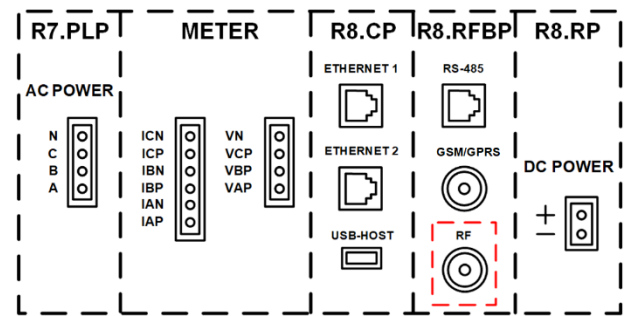 R7.PLP
AC POWER
N
C
B
A
METER
ICN
ICP
IBN
IBP
IAN
IAP
VN
VCP
VBP
VAP
R8.CP
ETHERNET 1
ETHERNET 2
USB-HOST
R8.RFBP
RS-485
GSM/GPRS
RF
R8.RP
DC POWER
+
−